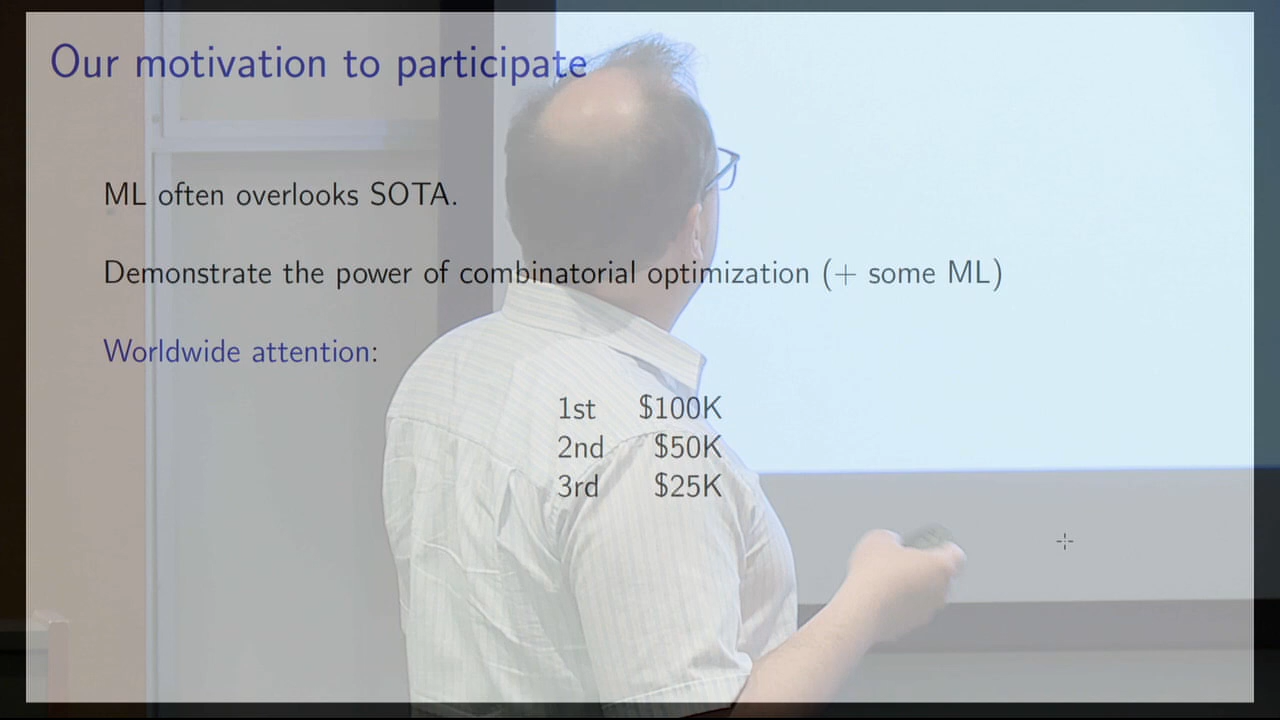 Our motivation to participate
ML often overlooks SOTA.
Demonstrate the power of combinatorial optimization (+ some ML)
Worldwide attention:
1st $100K
2nd $50K
3rd $25K